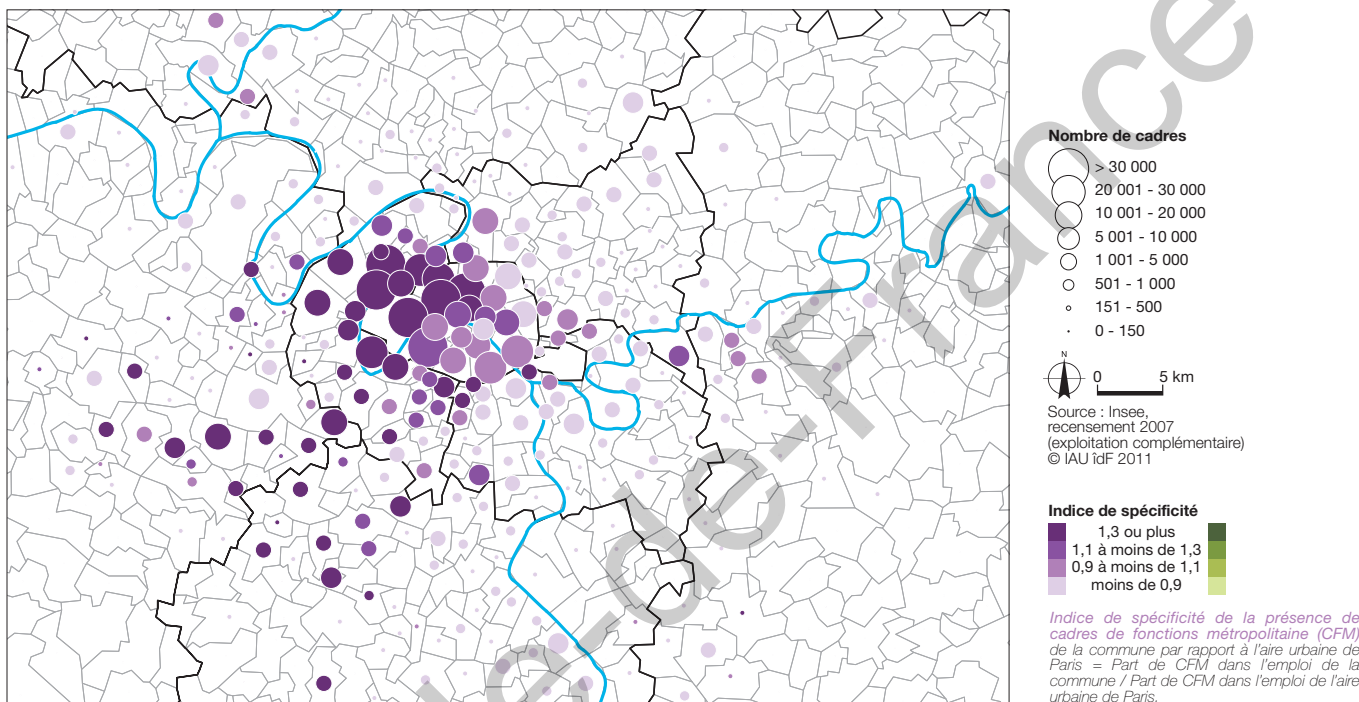 Nombre de cadres
> 30 000
20 001 - 30 000
10 001 - 20 000
5 001 - 10 000
1 001 - 5 000
501 - 1 000
151 - 500
0 - 150
N
0 5 km
Source : Insee,
recensement 2007
(exploitation complémentaire)
© IAU îdF 2011
Indice de spécificité
1,3 ou plus
1,1 à moins de 1,3
0,9 à moins de 1,1
moins de 0,9
Indice de spécificité de la présence de
cadres de fonctions métropolitaine (CFM)
de la commune par rapport à l'aire urbaine de
Paris = Part de CFM dans l'emploi de la
commune / Part de CFM dans l'emploi de l'aire
urbaine de Paris.
e-de-France